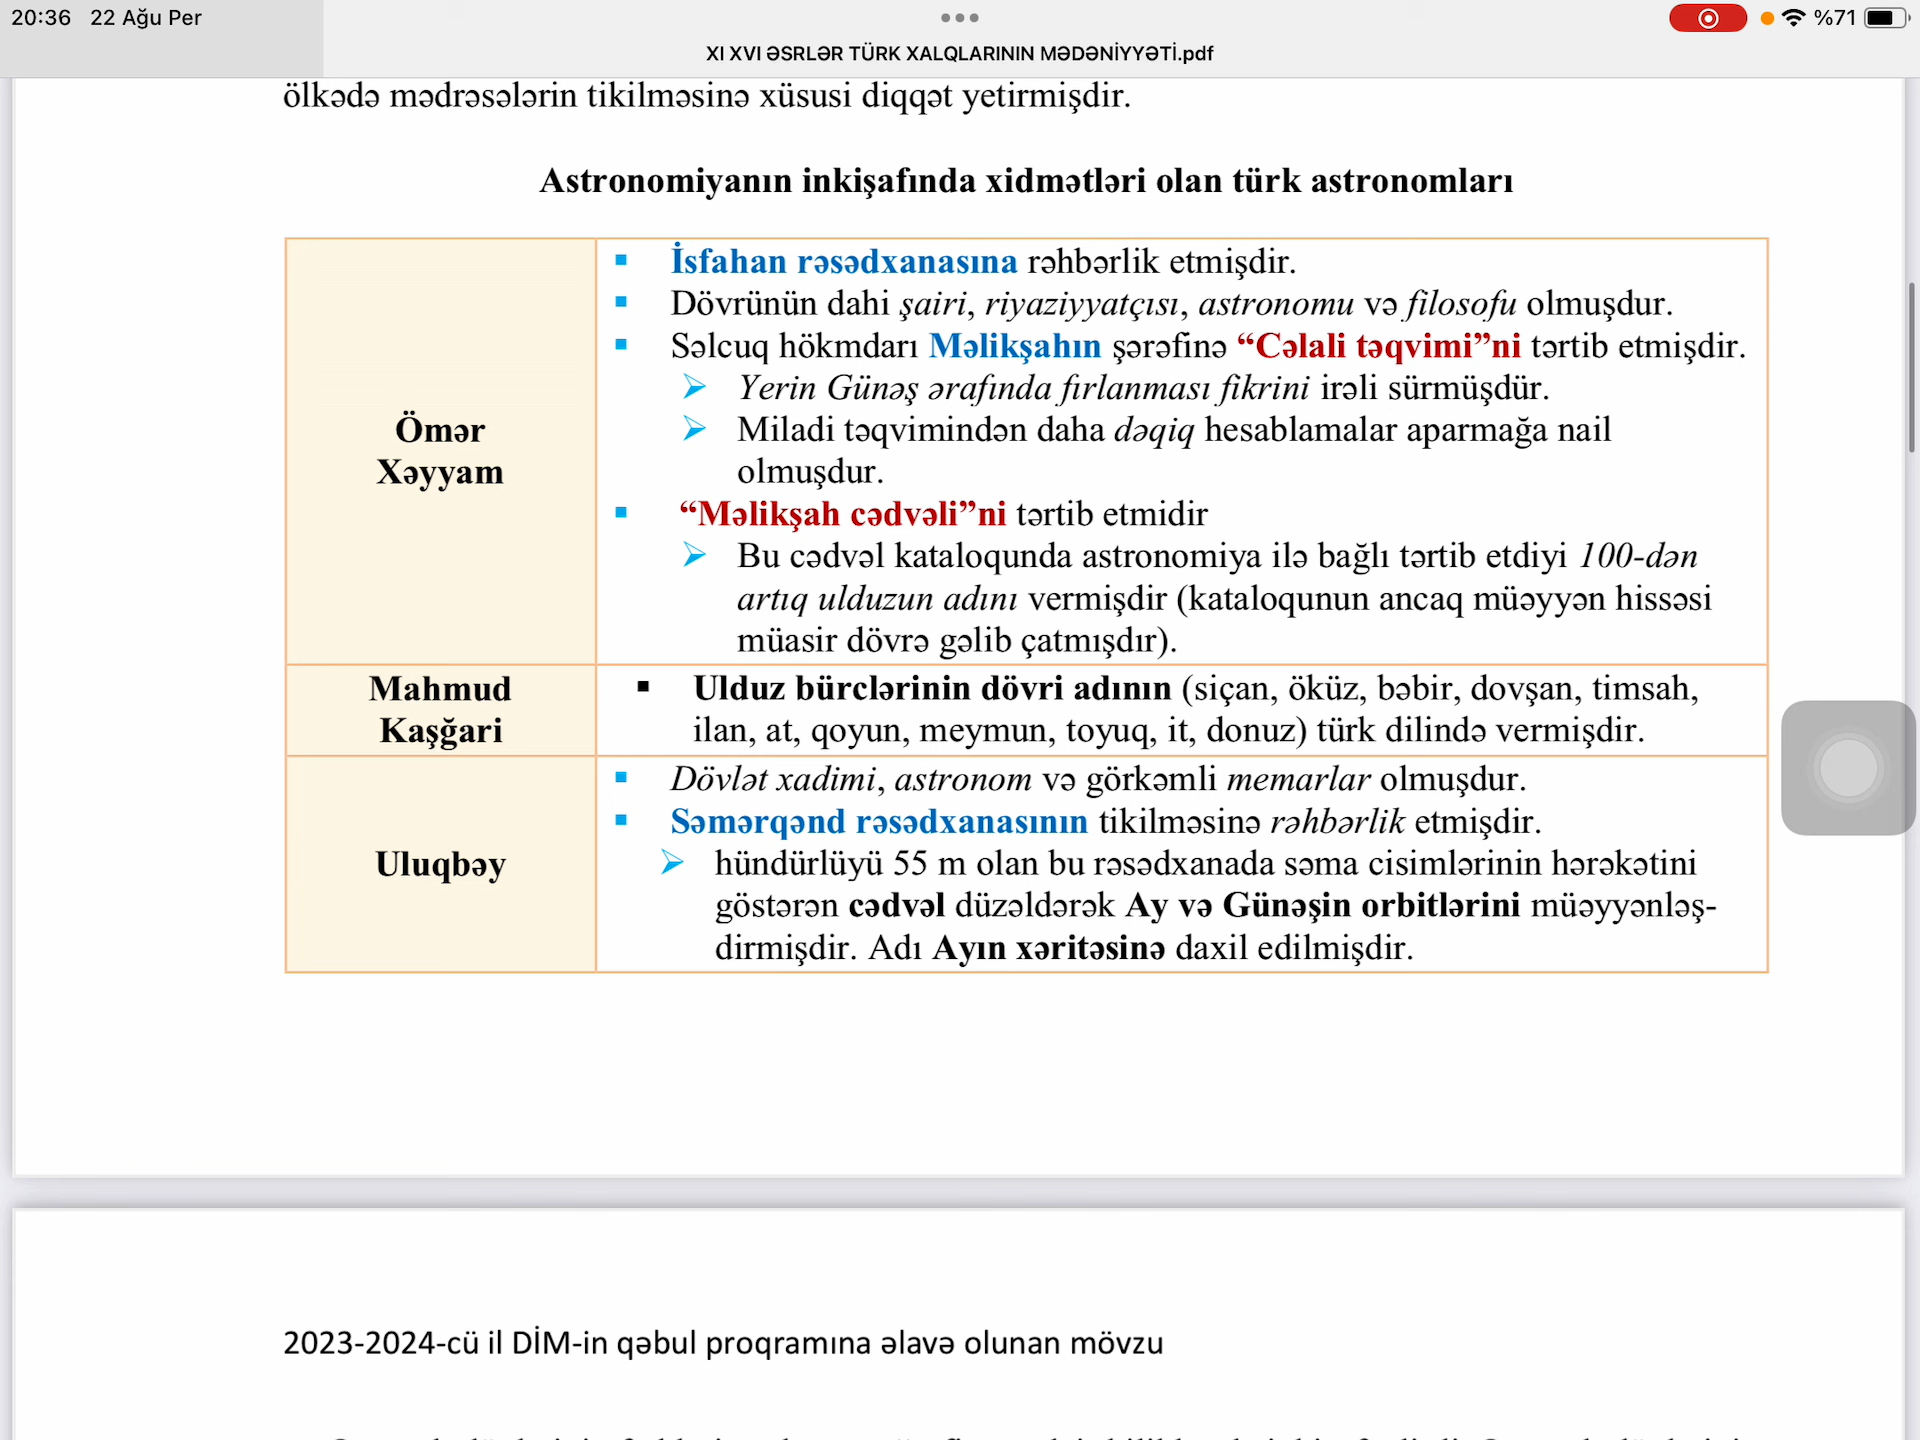 20:36 22 Ağu Per
%71
XI XVI ƏSRLƏR TÜRK XALQLARININ MƏDƏNİYYƏTİ.pdf
ölkədə mədrəsələrin tikilməsinə xüsusi diqqət yetirmişdir.
Astronomiyanın inkişafında xidmətləri olan türk astronomları
Ömər
Xəyyam
İsfahan rəsədxanasına rəhbərlik etmişdir.
Dövrünün dahi şairi, riyaziyyatçısı, astronomu və filosofu olmuşdur.
Səlcuq hökmdarı Məlikşahın şərəfinə “Cəlali təqvimi”ni tərtib etmişdir.
Yerin Günəş ərafında fırlanması fikrini irəli sürmüşdür.
Miladi təqvimindən daha dəqiq hesablamalar aparmağa nail
olmuşdur.
“Məlikşah cədvəli”ni tərtib etmidir
Bu cədvəl kataloqunda astronomiya ilə bağlı tərtib etdiyi 100-dən
artıq ulduzun adını vermişdir (kataloqunun ancaq müəyyən hissəsi
müasir dövrə gəlib çatmışdır).
Mahmud
Kaşğari
Ulduz bürclərinin dövri adının (siçan, öküz, bəbir, dovşan, timsah,
ilan, at, qoyun, meymun, toyuq, it, donuz) türk dilində vermişdir.
Uluqbəy
Dövlət xadimi, astronom və görkəmli memarlar olmuşdur.
Səmərqənd rəsədxanasının tikilməsinə rəhbərlik etmişdir.
hündürlüyü 55 m olan bu rəsədxanada səma cisimlərinin hərəkətini
göstərən cədvəl düzəldərək Ay və Günəşin orbitlərini müəyyənləş-
dirmişdir. Adı Ayın xəritəsinə daxil edilmişdir.
2023-2024-cü il DİM-in qəbul proqramına əlavə olunan mövzu